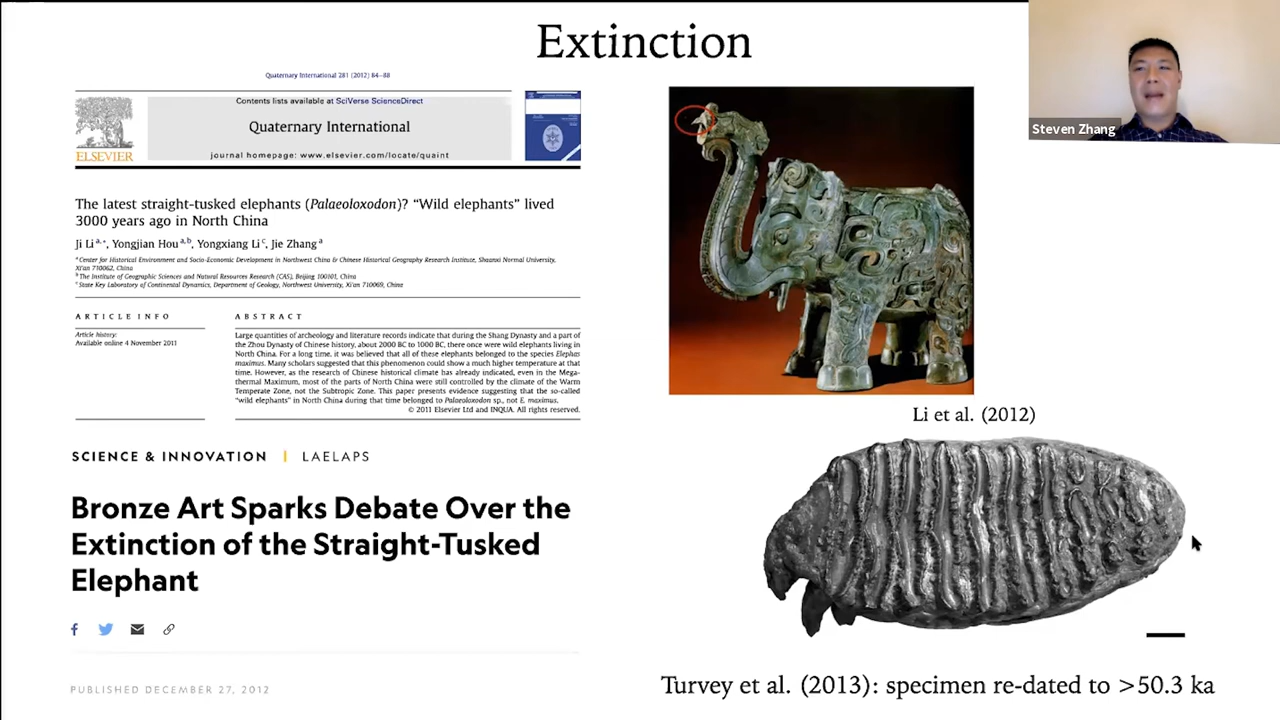 Extinction
Steven Zhang
Quaternary International 281 (2012) 84–88
Contents lists available at SciVerse ScienceDirect
Quaternary International
journal homepage: www.elsevier.com/locate/quaint
ELSEVIER
The latest straight-tusked elephants (Palaeoloxodon)? “Wild elephants” lived
3000 years ago in North China
Ji Li a,*, Yongjian Hou a,b, Yongxiang Li c, Jie Zhang a
a Center for Historical Environment and Socio-Economic Development in Northwest China & Chinese Historical Geography Research Institute, Shaanxi Normal University,
Xi'an 710062, China
b The Institute of Geographic Sciences and Natural Resources Research (CAS), Beijing 100101, China
c State Key Laboratory of Continental Dynamics, Department of Geology, Northwest University, Xi'an 710069, China
ARTICLE INFO
Article history:
Available online 4 November 2011
ABSTRACT
Large quantities of archeology and literature records indicate that during the Shang Dynasty and a part of
the Zhou Dynasty of Chinese history, about 2000 BC to 1000 BC, there once were wild elephants living in
North China. For a long time, it was believed that all of these elephants belonged to the species Elephas
maximus. Many scholars suggested that this phenomenon could show a much higher temperature at that
time. However, as the research of Chinese historical climate has already indicated, even in the Mega-
thermal Maximum, most of the parts of North China were still controlled by the climate of the Warm
Temperate Zone, not the Subtropic Zone. This paper presents evidence suggesting that the so-called
“wild elephants” in North China during that time belonged to Palaeoloxodon sp., not E. maximus.
© 2011 Elsevier Ltd and INQUA. All rights reserved.
Li et al. (2012)
SCIENCE & INNOVATION | LAELAPS
Bronze Art Sparks Debate Over the
Extinction of the Straight-Tusked
Elephant
PUBLISHED DECEMBER 27, 2012
Turvey et al. (2013): specimen re-dated to >50.3 ka